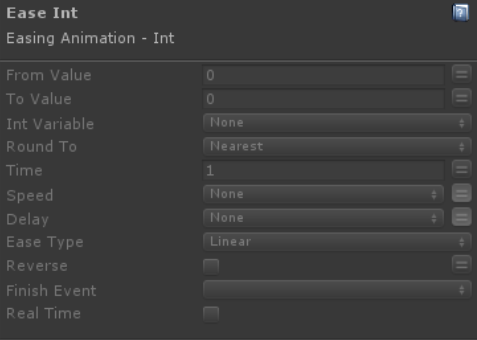 Ease Int
Easing Animation - Int
From Value 0
To Value 0
Int Variable None
Round To Nearest
Time 1
Speed None
Delay None
Ease Type Linear
Reverse
Finish Event
Real Time